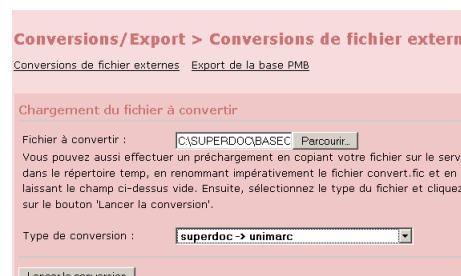 Conversions/Export > Conversions de fichier extern
Conversions de fichier externes Export de la base PMB
Chargement du fichier à convertir
Fichier à convertir : C:\SUPERDOC\BASEC Parcourir...
Vous pouvez aussi effectuer un préchargement en copiant votre fichier sur le serv
dans le répertoire temp, en renommant impérativement le fichier convert.fic et en
laissant le champ ci-dessus vide. Ensuite, sélectionnez le type du fichier et cliquez
sur le bouton 'Lancer la conversion'.
Type de conversion : superdoc -> unimarc
Lancer la conversion